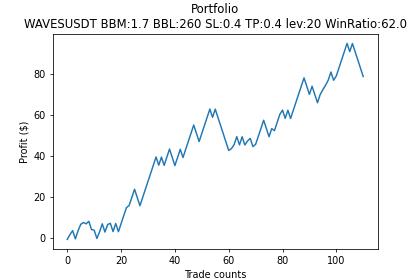 Portfolio
WAVESUSDT BBM:1.7 BBL:260 SL:0.4 TP:0.4 lev:20 WinRatio:62.0
Profit ($)
80
60
40
20
0
0 20 40 60 80 100
Trade counts